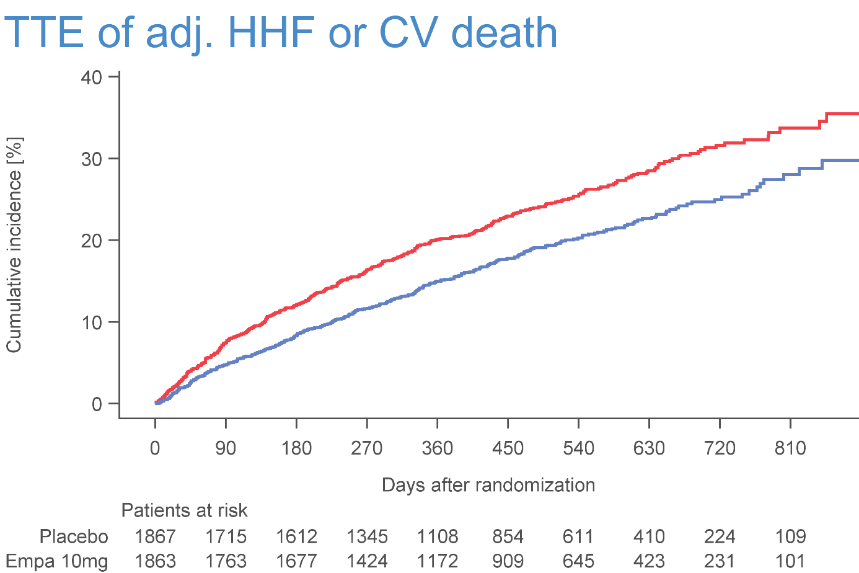 TTE of adj. HHF or CV death
Cumulative incidence [%]
40
30
20
10
0
0 90 180 270 360 450 540 630 720 810
Days after randomization
Patients at risk
Placebo 1867 1715 1612 1345 1108 854 611 410 224 109
Empa 10mg 1863 1763 1677 1424 1172 909 645 423 231 101